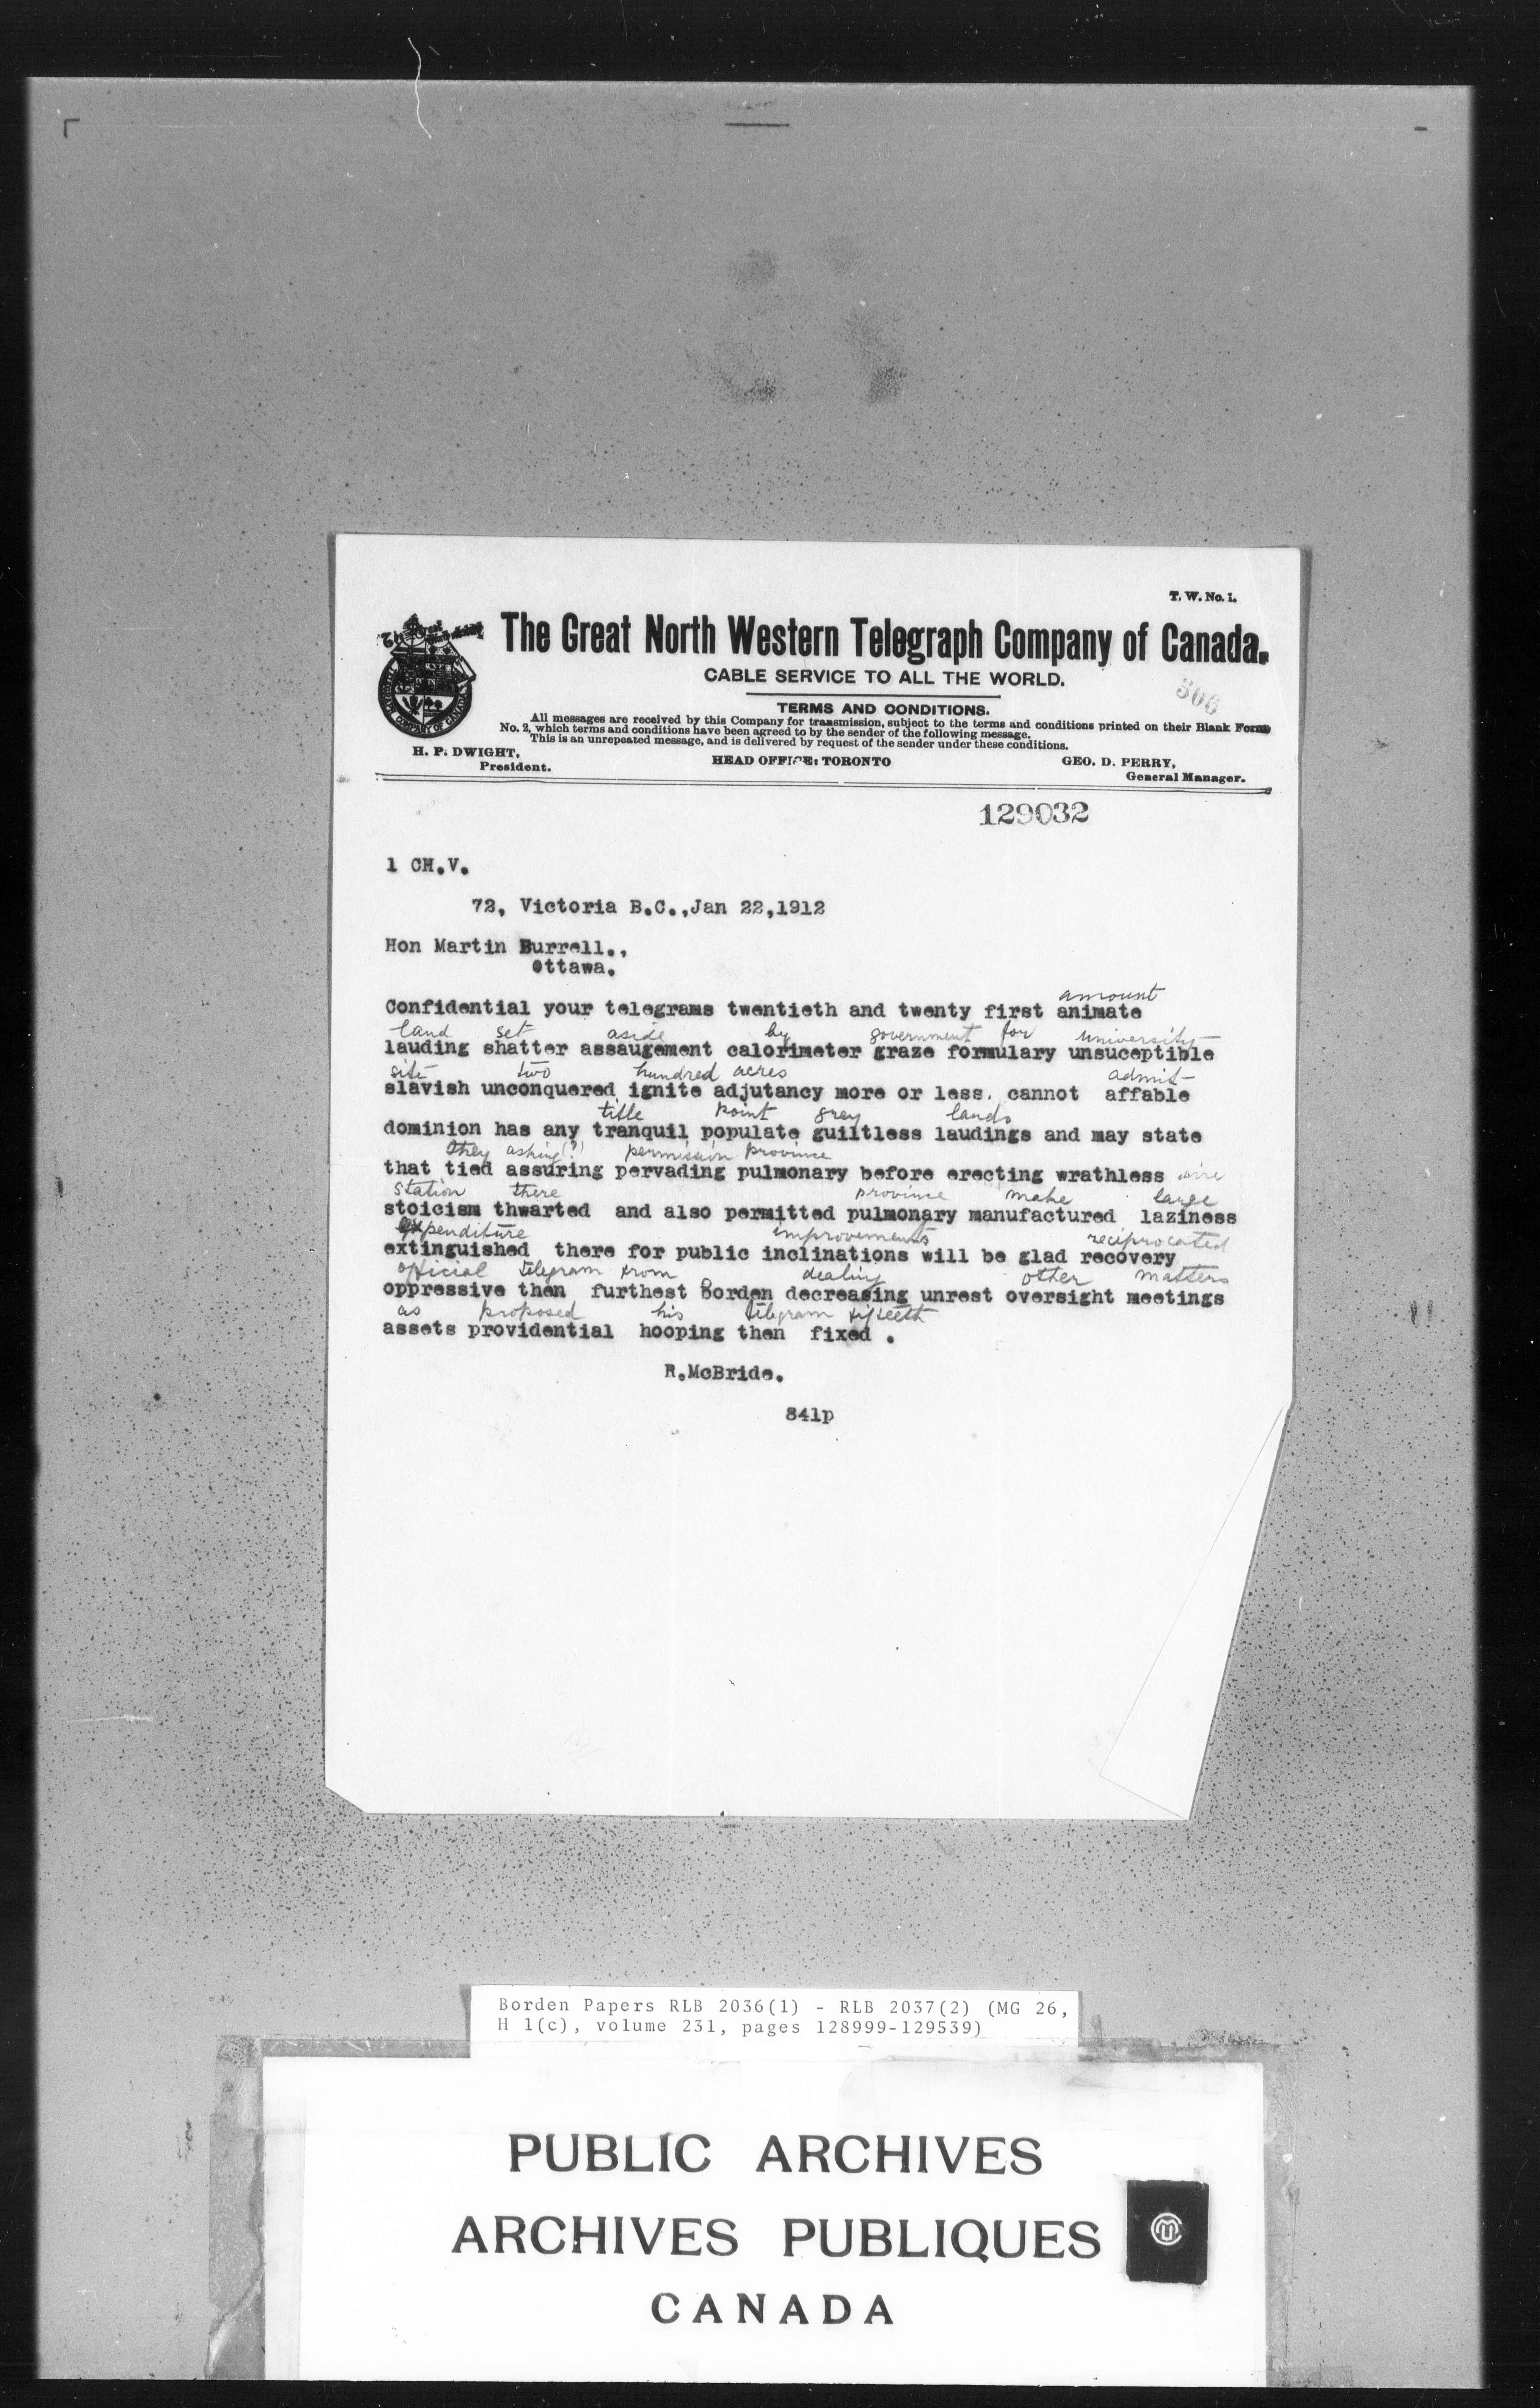 T. W. No. 1.
The Great North Western Telegraph Company of Canada.
CABLE SERVICE TO ALL THE WORLD.
306
TERMS AND CONDITIONS.
All messages are received by this Company for transmission, subject to the terms and conditions printed on their Blank Form
No. 2, which terms and conditions have been agreed to by the sender of the following message.
This is an unrepeated message, and is delivered by request of the sender under these conditions.
H. P. DWIGHT,
President.
HEAD OFFICE: TORONTO
GEO. D. PERRY,
General Manager.
129032
1 CH.V.
72, Victoria B.C.,Jan 22,1912
Hon Martin Burrell.,
Ottawa.
amount
Confidential your telegrams twentieth and twenty first animate
land set aside by government for university
lauding shatter assaugement calorimeter graze formulary unsuceptible
site two hundred acres admit
slavish unconquered ignite adjutancy more or less. cannot affable
title point grey lands
dominion has any tranquil populate guiltless laudings and may state
they asking(?) permission province
that tied assuring pervading pulmonary before erecting wrathless wire
station there province make large
stoicism thwarted and also permitted pulmonary manufactured laziness
expenditure improvements reciprocated
extinguished there for public inclinations will be glad recovery
official telegram from dealing other matters
oppressive then furthest Borden decreasing unrest oversight meetings
as proposed his telegram
assets providential hooping then fixed .
R.McBride.
841p
Borden Papers RLB 2036(1) - RLB 2037(2) (MG 26,
H 1(c), volume 231, pages 128999-129539)
PUBLIC ARCHIVES
ARCHIVES PUBLIQUES
CANADA